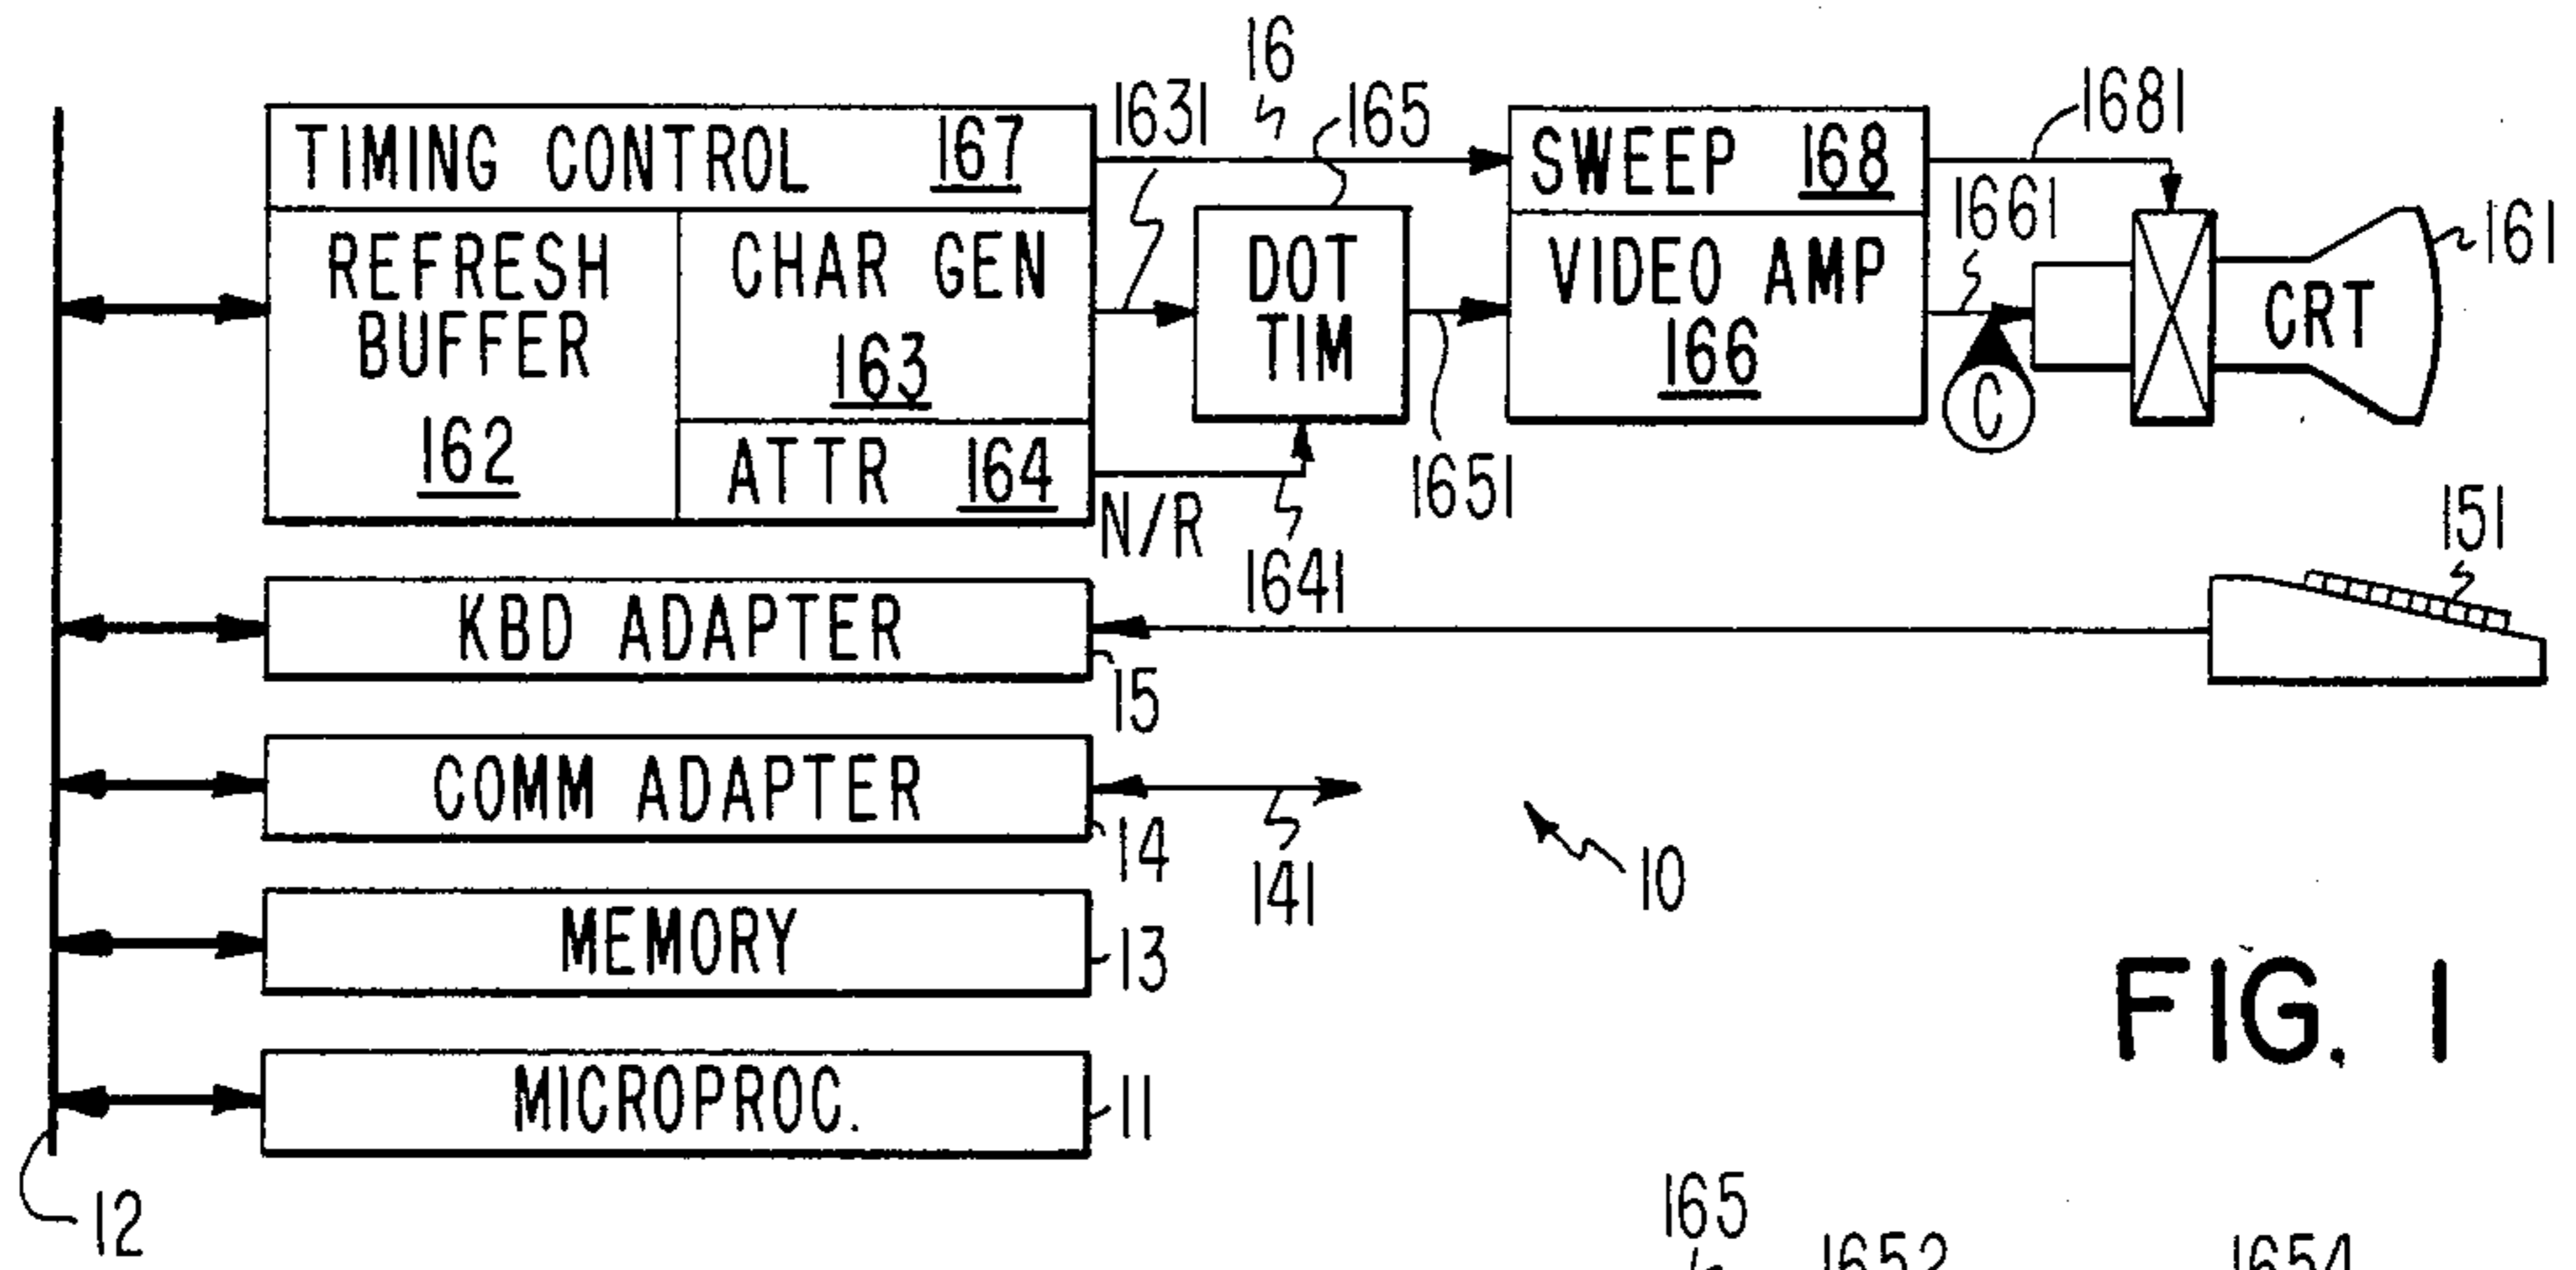 16
1631
165
1681
TIMING CONTROL 167
SWEEP 168
1661
161
REFRESH
BUFFER
162
CHAR GEN
163
DOT
TIM
VIDEO AMP
166
CRT
C
ATTR 164
N/R
1641
1651
151
KBD ADAPTER
15
COMM ADAPTER
14
141
10
MEMORY
13
FIG. 1
MICROPROC.
11
12
165
1652
1654